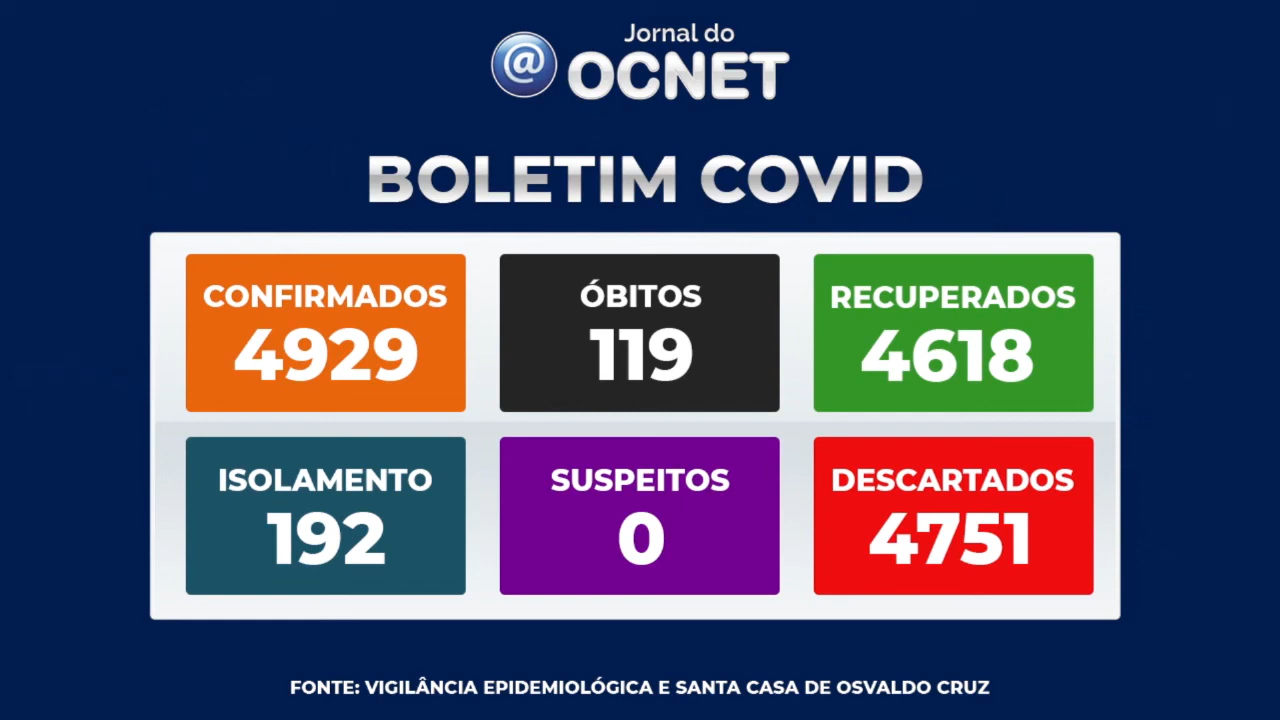 Jornal do
@ OCNET
BOLETIM COVID
CONFIRMADOS
4929
ÓBITOS
119
RECUPERADOS
4618
ISOLAMENTO
192
SUSPEITOS
0
DESCARTADOS
4751
FONTE: VIGILÂNCIA EPIDEMIOLÓGICA E SANTA CASA DE OSVALDO CRUZ